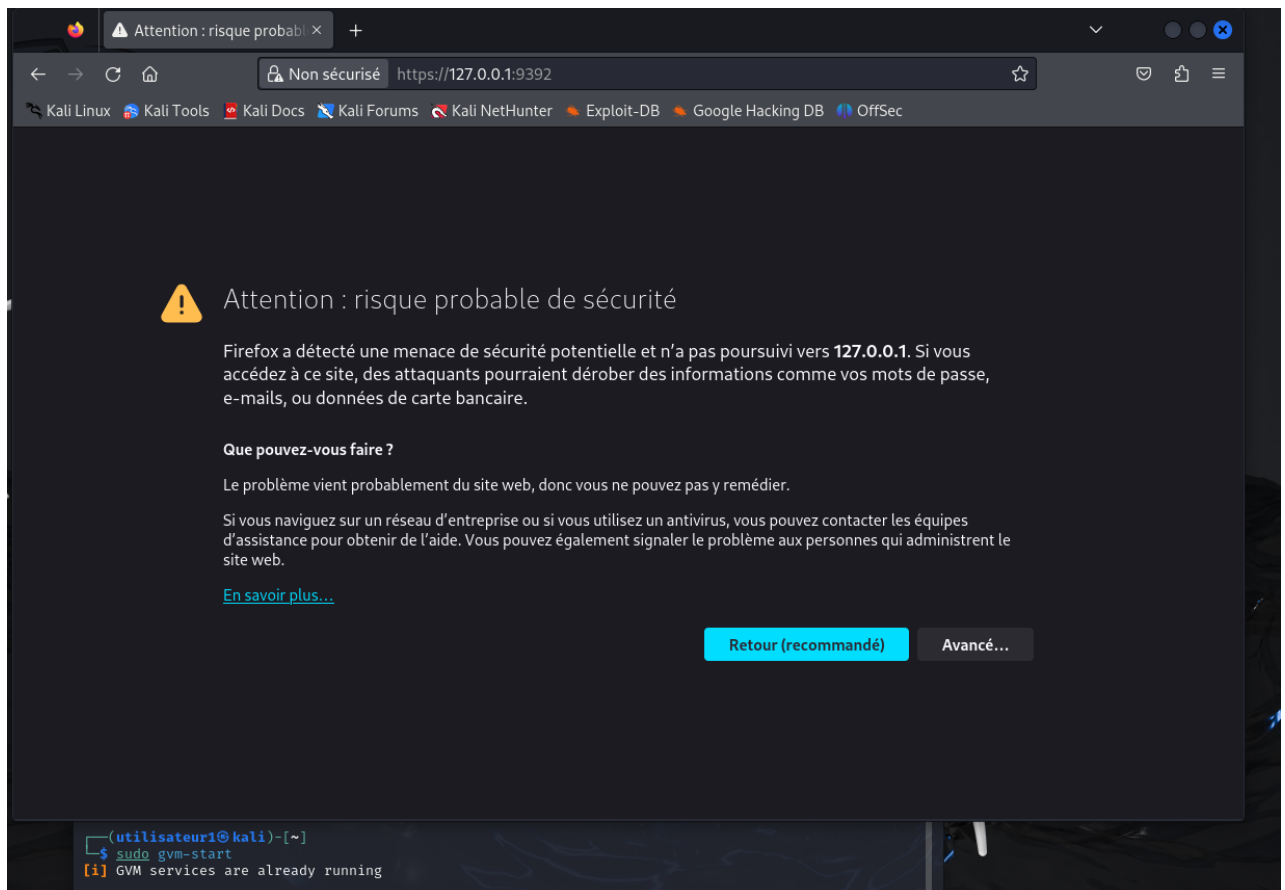 Attention : risque probabl
Non sécurisé https://127.0.0.1:9392
Kali Linux Kali Tools Kali Docs Kali Forums Kali NetHunter Exploit-DB Google Hacking DB OffSec
Attention : risque probable de sécurité
Firefox a détecté une menace de sécurité potentielle et n’a pas poursuivi vers 127.0.0.1. Si vous
accédez à ce site, des attaquants pourraient dérober des informations comme vos mots de passe,
e-mails, ou données de carte bancaire.
Que pouvez-vous faire ?
Le problème vient probablement du site web, donc vous ne pouvez pas y remédier.
Si vous naviguez sur un réseau d’entreprise ou si vous utilisez un antivirus, vous pouvez contacter les équipes
d’assistance pour obtenir de l’aide. Vous pouvez également signaler le problème aux personnes qui administrent le
site web.
En savoir plus…
Retour (recommandé) Avancé…
┌──(utilisateur1㉿kali)-[~]
└─$ sudo gvm-start
[i] GVM services are already running